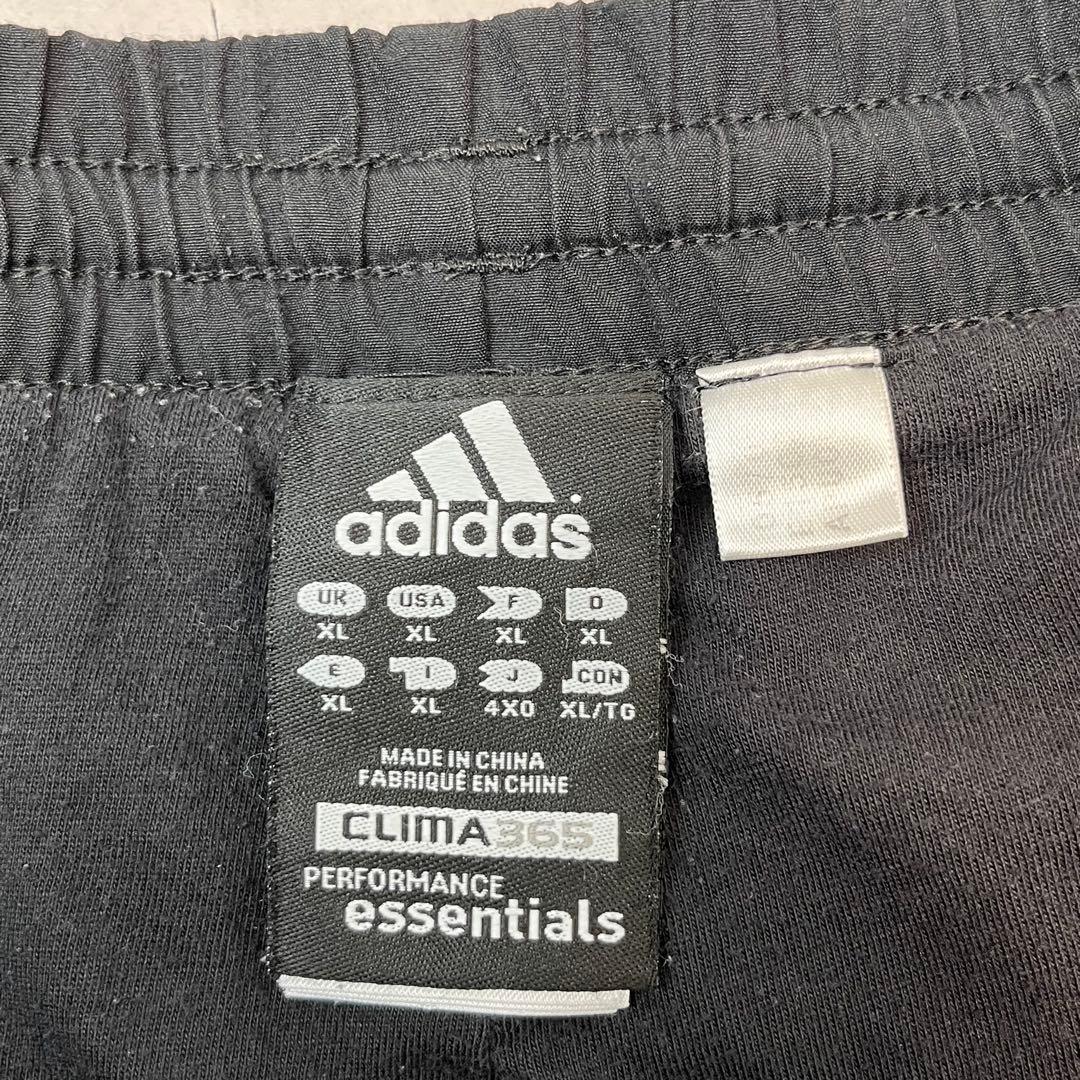 adidas
UK USA F D
XL XL XL XL
E I J CON
XL XL 4XO XL/TG
MADE IN CHINA
FABRIQUÉ EN CHINE
CLIMA365
PERFORMANCE
essentials